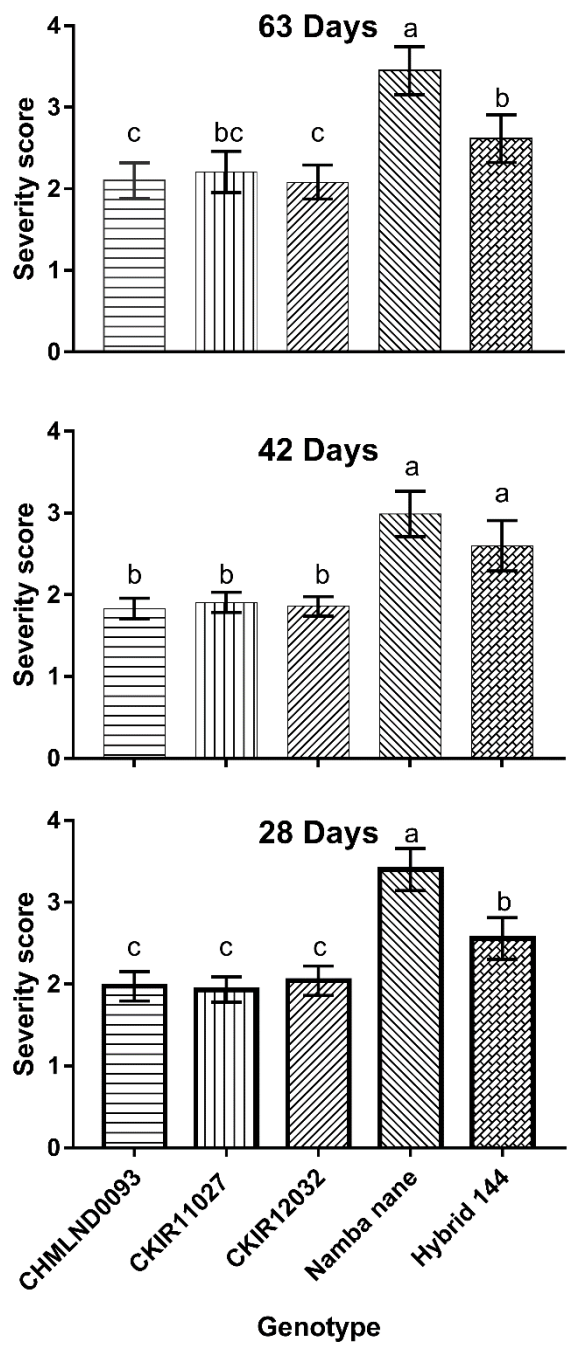 63 Days
Severity score
4
3
2
1
0
c
bc
c
a
b
42 Days
Severity score
4
3
2
1
0
b
b
b
a
a
28 Days
Severity score
4
3
2
1
0
c
c
c
a
b
CHMLND0093
CKIR11027
CKIR12032
Namba nane
Hybrid 144
Genotype